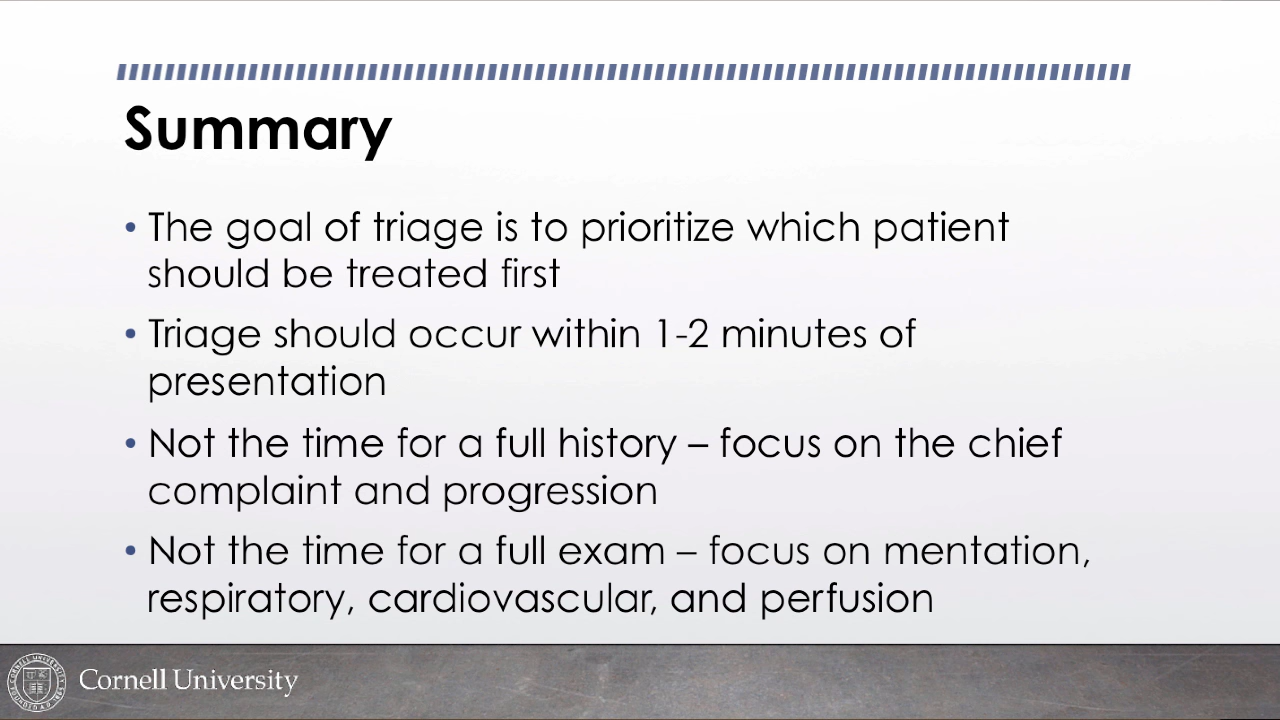 Summary
• The goal of triage is to prioritize which patient
should be treated first
• Triage should occur within 1-2 minutes of
presentation
• Not the time for a full history – focus on the chief
complaint and progression
• Not the time for a full exam – focus on mentation,
respiratory, cardiovascular, and perfusion
Cornell University